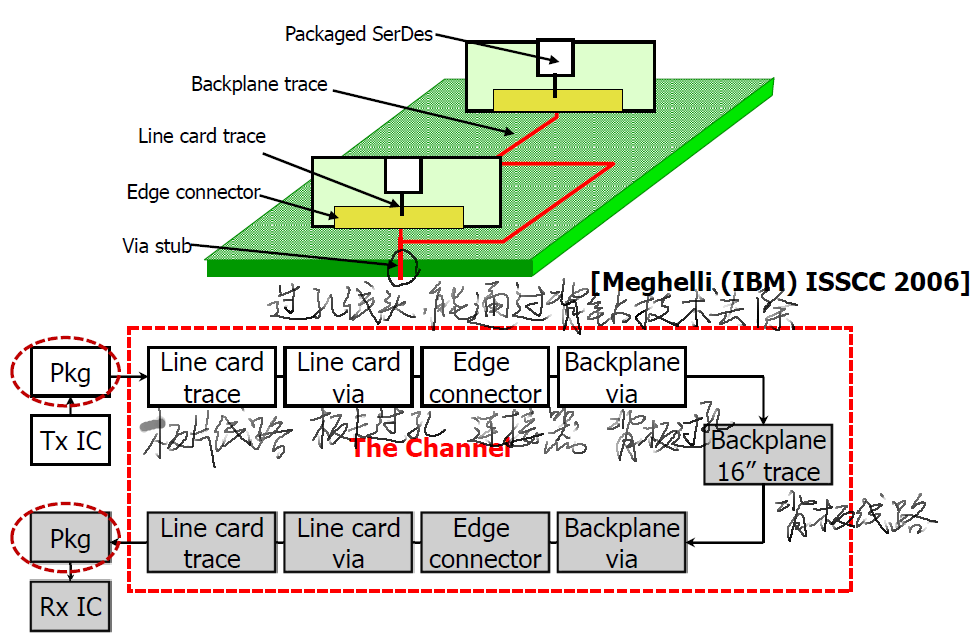 Packaged SerDes
Backplane trace
Line card trace
Edge connector
Via stub
[Meghelli (IBM) ISSCC 2006]
过孔线头，能通过背钻技术去除
Pkg
Line card trace
Line card via
Edge connector
Backplane via
Tx IC
板卡线路 板卡过孔 连接器 背板过孔
The Channel
Backplane 16” trace
背板线路
Pkg
Line card trace
Line card via
Edge connector
Backplane via
Rx IC